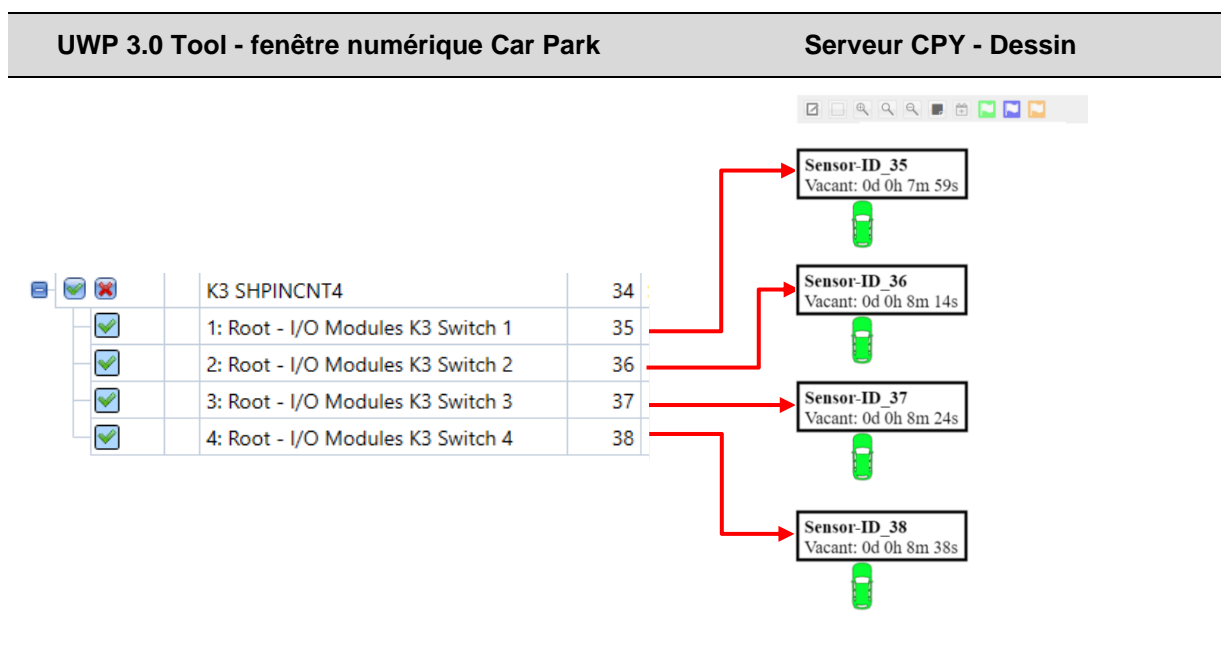 UWP 3.0 Tool - fenêtre numérique Car Park
Serveur CPY - Dessin
K3 SHPINCNT4 34
1: Root - I/O Modules K3 Switch 1 35
2: Root - I/O Modules K3 Switch 2 36
3: Root - I/O Modules K3 Switch 3 37
4: Root - I/O Modules K3 Switch 4 38
Sensor-ID_35
Vacant: 0d 0h 7m 59s
Sensor-ID_36
Vacant: 0d 0h 8m 14s
Sensor-ID_37
Vacant: 0d 0h 8m 24s
Sensor-ID_38
Vacant: 0d 0h 8m 38s